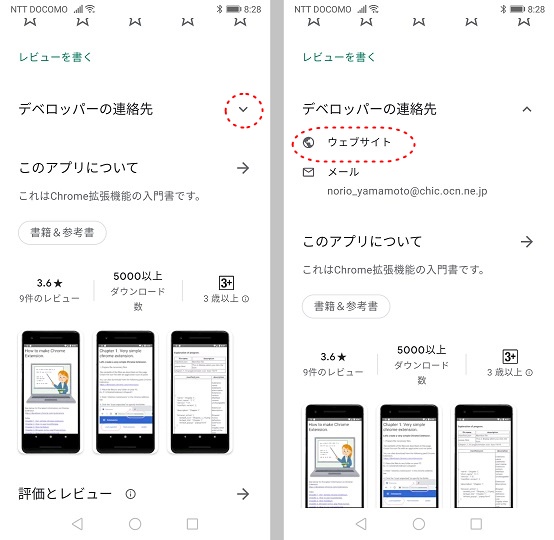 NTT DOCOMO
8:28
レビューを書く
デベロッパーの連絡先
このアプリについて
これはChrome拡張機能の入門書です。
書籍＆参考書
3.6★
9件のレビュー
5000以上
ダウンロード
数
3+
3 歳以上
How to make Chrome
Extension.
Chapter 1. Very simple
chrome extension.
評価とレビュー
NTT DOCOMO
8:28
レビューを書く
デベロッパーの連絡先
ウェブサイト
メール
norio_yamamoto@chic.ocn.ne.jp
このアプリについて
これはChrome拡張機能の入門書です。
書籍＆参考書
3.6★
9件のレビュー
5000以上
ダウンロード
数
3+
3 歳以上
How to make Chrome
Extension.
Chapter 1. Very simple
chrome extension.